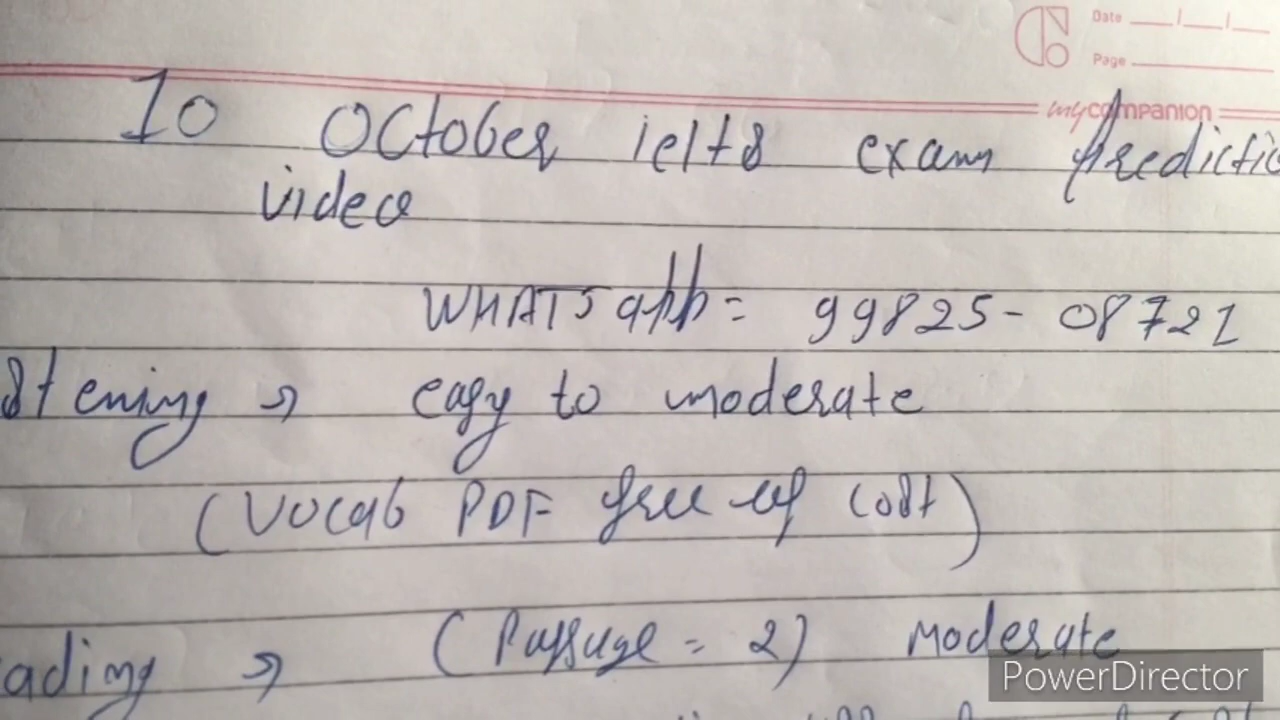 Date
Page
mycompanion
10 October ielts exam predictio
video
WHATSapp = 99825-08721
stening → easy to moderate
(Vocab PDF free of cost)
ading → (Passage = 2) Moderate
PowerDirector